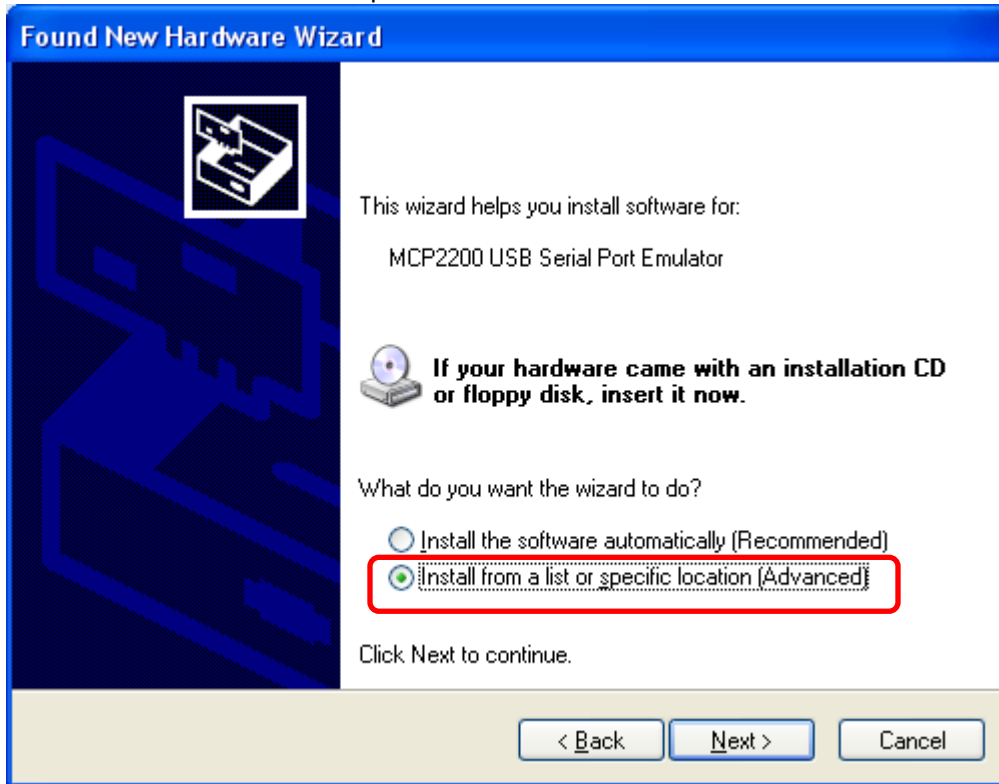 Found New Hardware Wizard
This wizard helps you install software for:
MCP2200 USB Serial Port Emulator
If your hardware came with an installation CD
or floppy disk, insert it now.
What do you want the wizard to do?
Install the software automatically (Recommended)
Install from a list or specific location (Advanced)
Click Next to continue.
< Back Next > Cancel